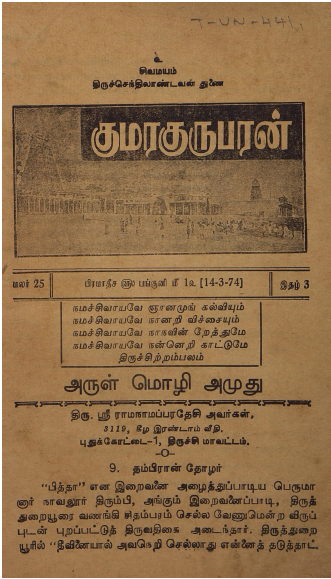 T-UN-441
உ
சிவமயம்
திருச்செந்திலாண்டவன் துணை
குமரகுருபரன்
மலர் 25
பிரமாதீச ௵ பங்குனி மீ 1௳ [14-3-74]
இதழ் 3
நமச்சிவாயவே ஞானமுங் கல்வியும்
நமச்சிவாயவே நானறி விச்சையும்
நமச்சிவாயவே நாநவின் றேத்துமே
நமச்சிவாயவே நன்னெறி காட்டுமே
திருச்சிற்றம்பலம்
அருள் மொழி அமுது
திரு. ஸ்ரீ ராமநாமப்பரதேசி அவர்கள்,
3119, கீழ இரண்டாம் வீதி,
புதுக்கோட்டை-1, திருச்சி மாவட்டம்.
-0-
9. தம்பிரான் தோழர்
"பித்தா" என இறைவனை அழைத்துப்பாடிய பெருமா
னார் நாவலூர் திரும்பி, அங்கும் இறைவனைப்பாடி, திருத்
துறையூரை வணங்கி சிதம்பரம் செல்ல வேணுமென்ற விருப்
புடன் புறப்பட்டுத் திருவதிகை அடைந்தார். திருத்துறை
யூரில் "தீவினையால் அவநெறி செல்லாது என்னைத் தடுத்தாட்